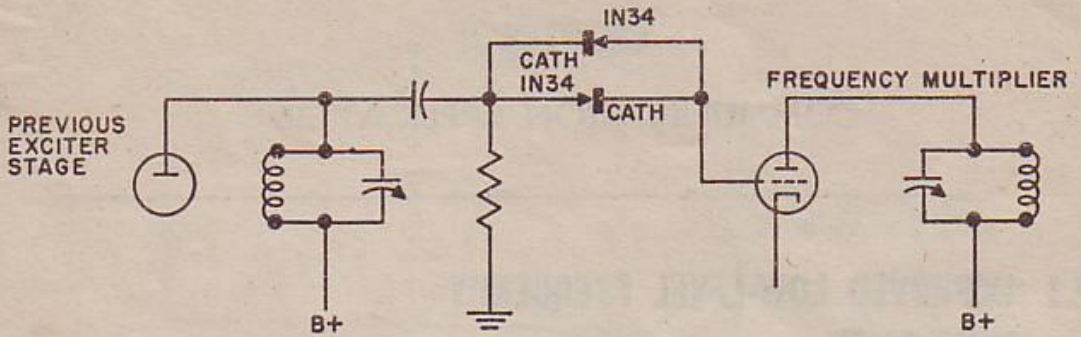 IN34
CATH
IN34
CATH
FREQUENCY MULTIPLIER
PREVIOUS
EXCITER
STAGE
B+
B+